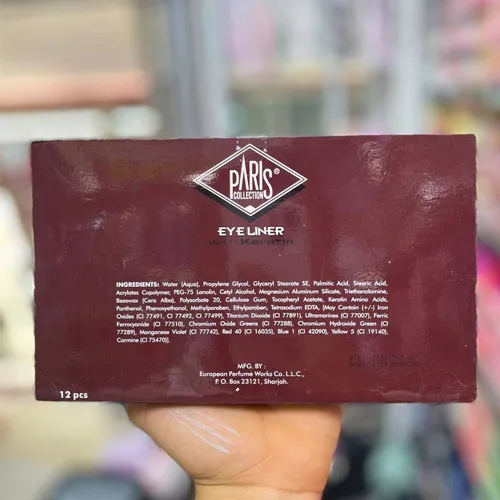 PARIS®
COLLECTION
EYE LINER
with Keratin
INGREDIENTS: Water (Aqua), Propylene Glycol, Glyceryl Stearate SE, Palmitic Acid, Stearic Acid,
Acrylates Copolymer, PEG-75 Lanolin, Cetyl Alcohol, Magnesium Aluminum Silicate, Triethanolamine,
Beeswax (Cera Alba), Polysorbate 20, Cellulose Gum, Tocopheryl Acetate, Keratin Amino Acids,
Panthenol, Phenoxyethanol, Methylparaben, Ethylparaben, Tetrasodium EDTA, [May Contain (+/-) Iron
Oxides (CI 77491, CI 77492, CI 77499), Titanium Dioxide (CI 77891), Ultramarines (CI 77007), Ferric
Ferrocyanide (CI 77510), Chromium Oxide Greens (CI 77288), Chromium Hydroxide Green (CI
77289), Manganese Violet (CI 77742), Red 40 (CI 16035), Blue 1 (CI 42090), Yellow 5 (CI 19140),
Carmine (CI 75470)].
MFG. BY :
European Perfume Works Co. L.L.C.,
P. O. Box 23121, Sharjah.
12 pcs